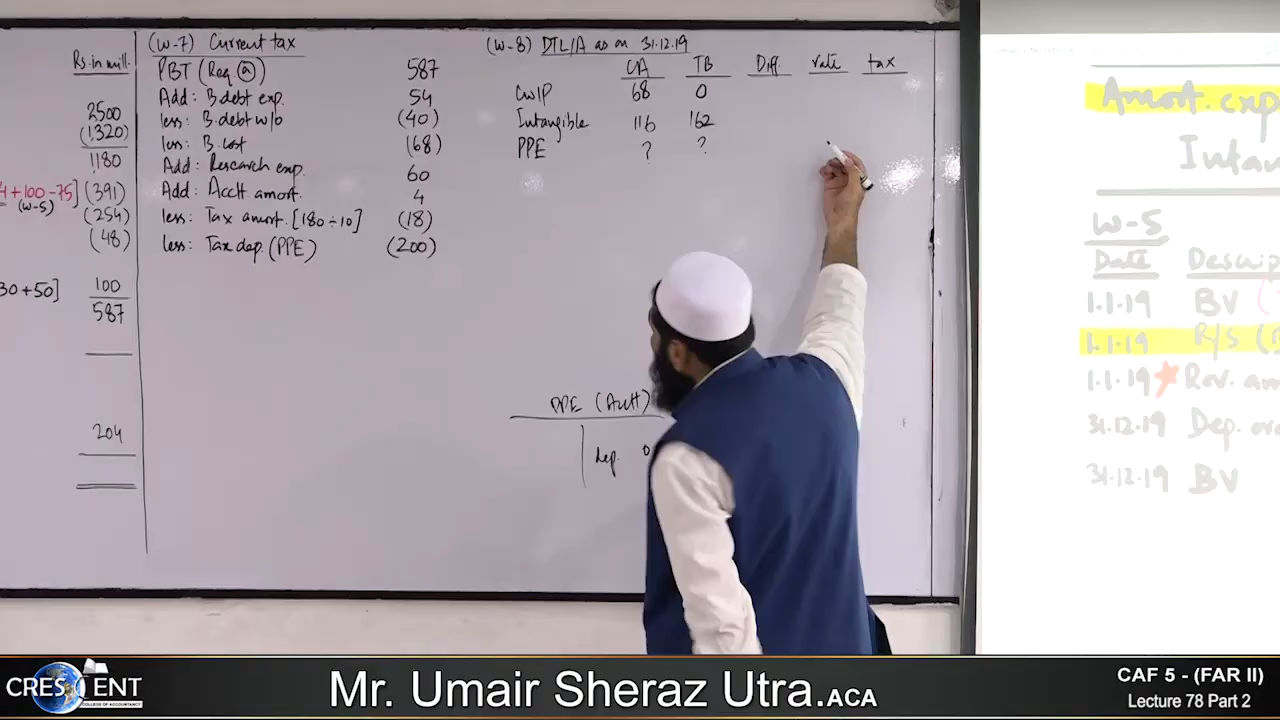 Rs. in mill.
2500
(1320)
1180
4+100-75] (391)
(W-5)
(254)
(48)
30+50] 100
587
204
(W-7) Current tax
PBT (Req (a)) 587
Add: B.debt exp. 54
less: B.debt w/o (40)
less: B. cost (68)
Add: Research exp. 60
Add: Acctt amort. 4
less: Tax amort. [180÷10] (18)
less: Tax dep. (PPE) (200)
(W-8) DTL/A as on 31.12.19
CA TB Diff. rate tax
CWIP 68 0
Intangible 116 162
PPE ? ?
PPE (Acctt)
dep.
Amort. exp
Intan
W-5
Date Descrip
1.1.19 BV
1.1.19 R/S
1.1.19 Rev. am
31.12.19 Dep. ov
31.12.19 BV
CRESCENT
COLLEGE OF ACCOUNTANCY
Mr. Umair Sheraz Utra.ACA
CAF 5 - (FAR II)
Lecture 78 Part 2